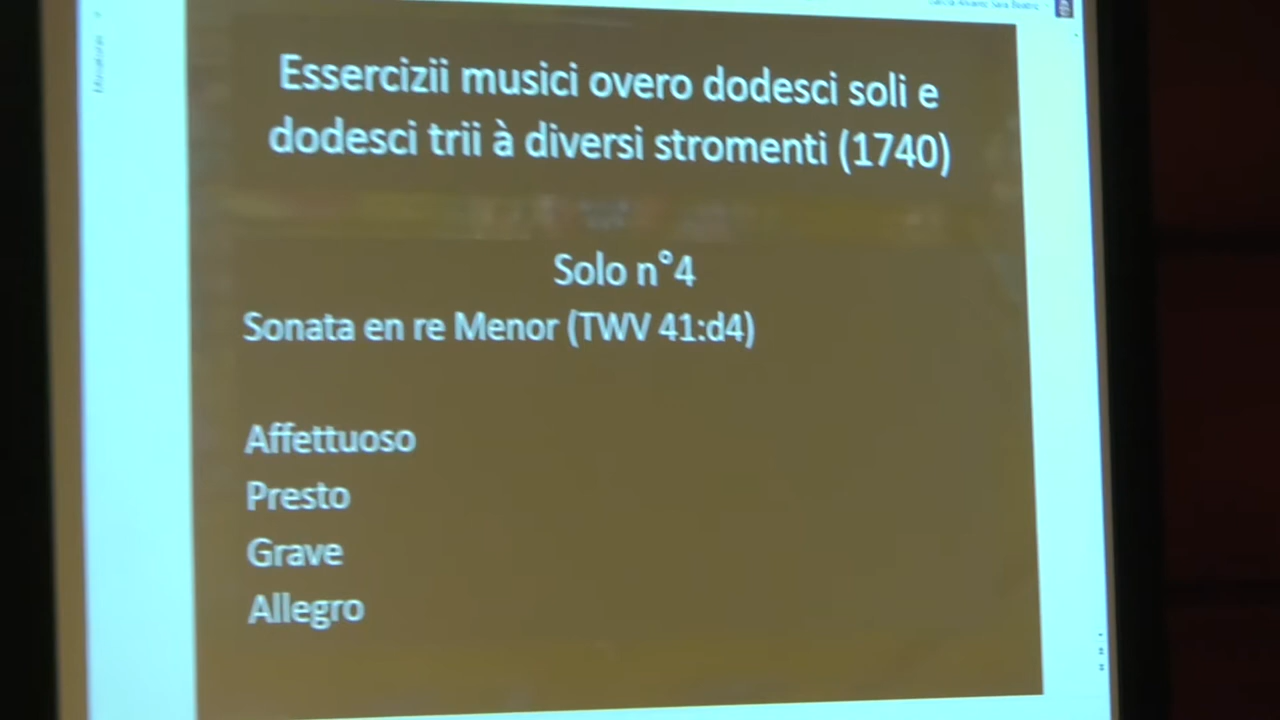 Essercizii musici overo dodesci soli e
dodesci trii à diversi stromenti (1740)
Solo n°4
Sonata en re Menor (TWV 41:d4)
Affettuoso
Presto
Grave
Allegro